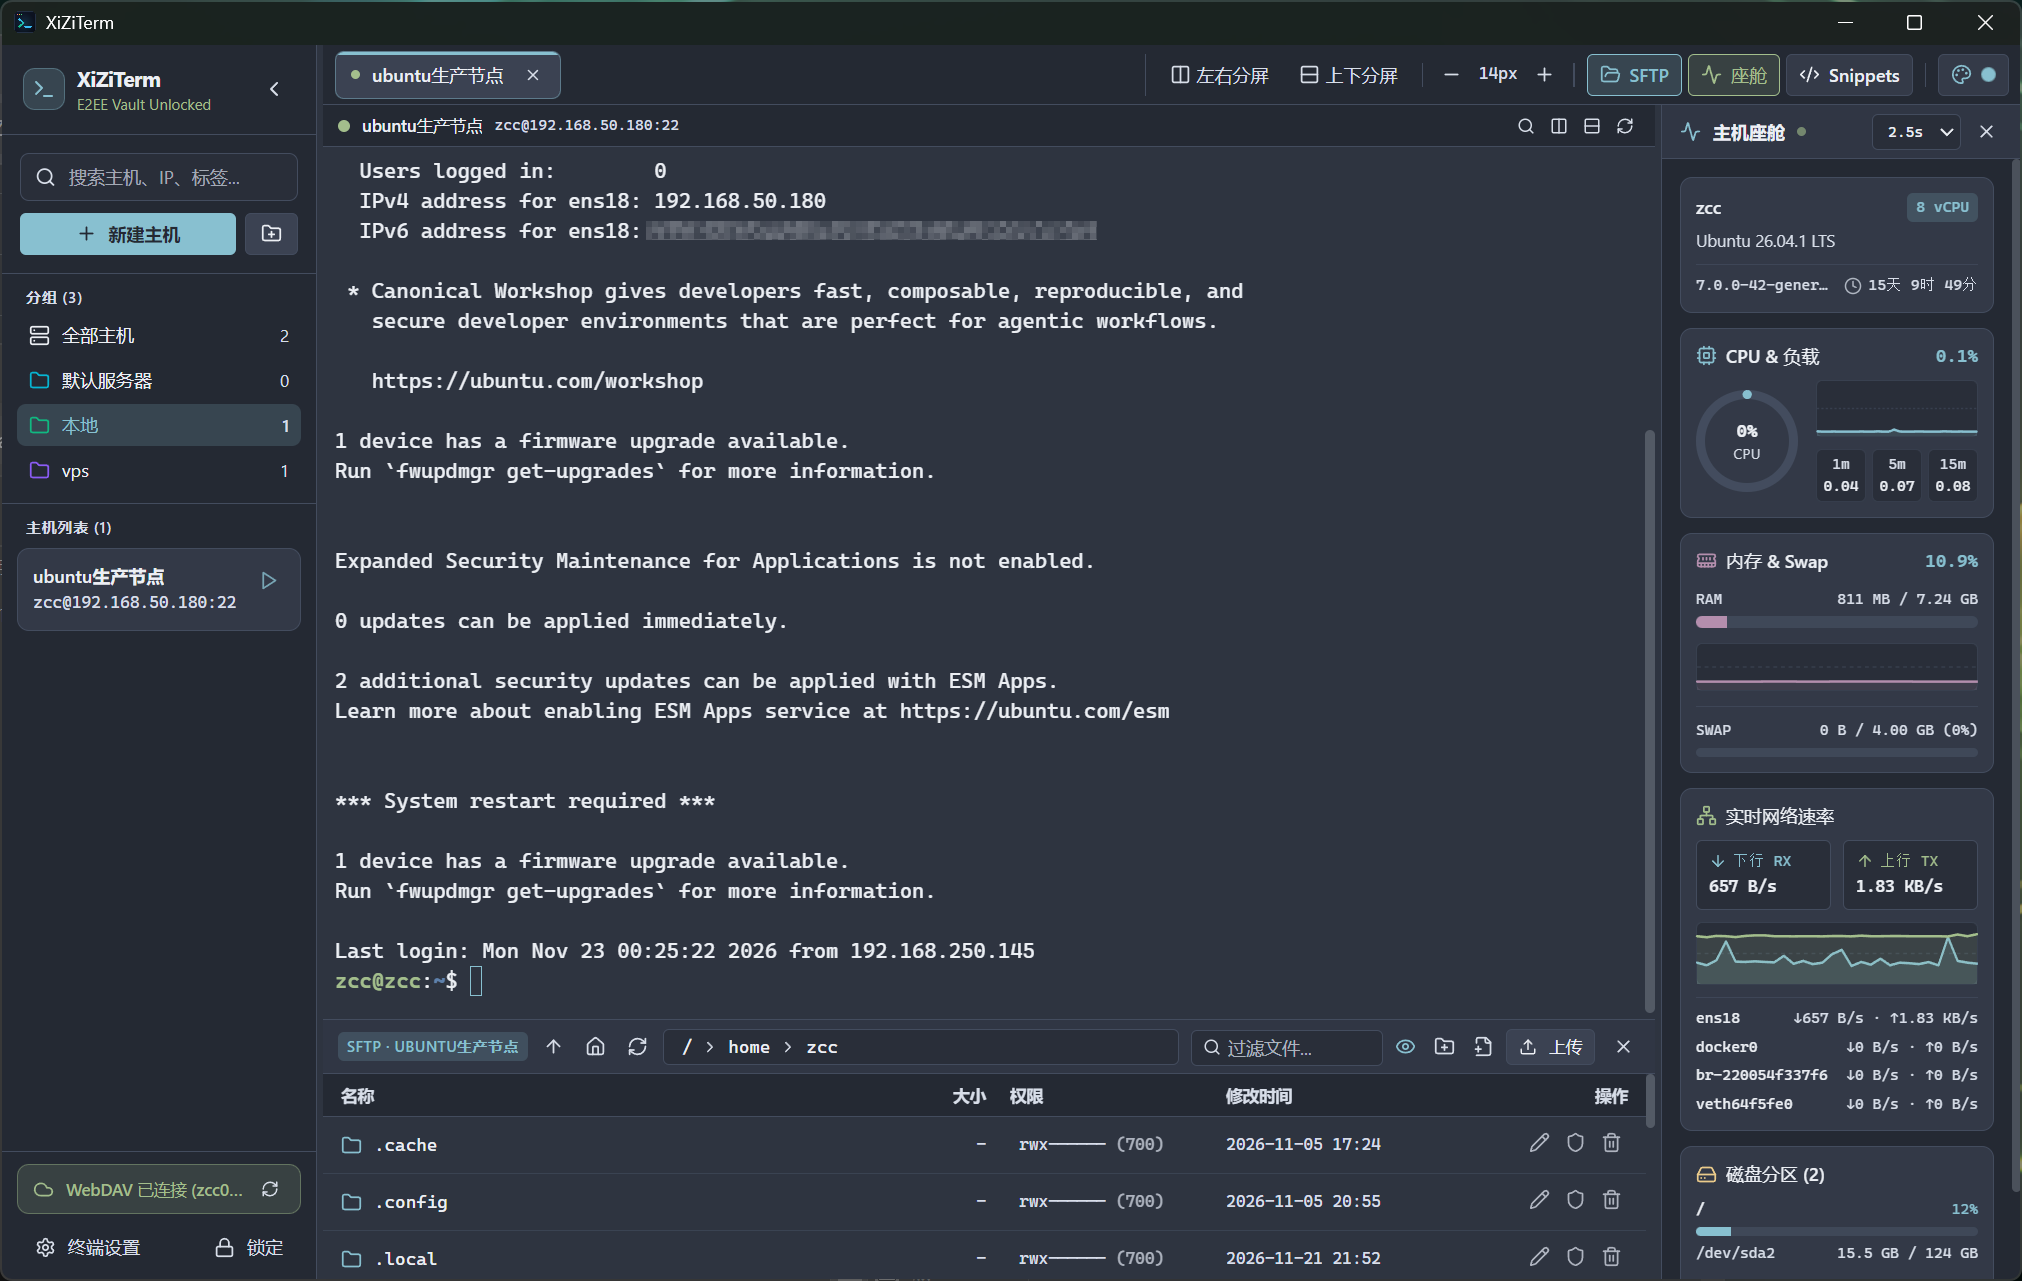 XiZiTerm
XiZiTerm
E2EE Vault Unlocked
搜索主机、IP、标签...
新建主机
分组 (3)
全部主机 2
默认服务器 0
本地 1
vps 1
主机列表 (1)
ubuntu生产节点
zcc@192.168.50.180:22
WebDAV 已连接 (zcc0...
终端设置 锁定
ubuntu生产节点
左右分屏 上下分屏 14px SFTP 座舱 Snippets
ubuntu生产节点 zcc@192.168.50.180:22
Users logged in: 0
IPv4 address for ens18: 192.168.50.180
IPv6 address for ens18:
* Canonical Workshop gives developers fast, composable, reproducible, and
secure developer environments that are perfect for agentic workflows.
https://ubuntu.com/workshop
1 device has a firmware upgrade available.
Run `fwupdmgr get-upgrades` for more information.
Expanded Security Maintenance for Applications is not enabled.
0 updates can be applied immediately.
2 additional security updates can be applied with ESM Apps.
Learn more about enabling ESM Apps service at https://ubuntu.com/esm
*** System restart required ***
1 device has a firmware upgrade available.
Run `fwupdmgr get-upgrades` for more information.
Last login: Mon Nov 23 00:25:22 2026 from 192.168.250.145
zcc@zcc:~$
SFTP · UBUNTU生产节点 / > home > zcc 过滤文件... 上传
名称 大小 权限 修改时间 操作
.cache - rwx------ (700) 2026-11-05 17:24
.config - rwx------ (700) 2026-11-05 20:55
.local - rwx------ (700) 2026-11-21 21:52
主机座舱 2.5s
zcc 8 vCPU
Ubuntu 26.04.1 LTS
7.0.0-42-gener... 15天 9时 49分
CPU & 负载 0.1%
0%
CPU
1m 5m 15m
0.04 0.07 0.08
内存 & Swap 10.9%
RAM 811 MB / 7.24 GB
SWAP 0 B / 4.00 GB (0%)
实时网络速率
↓ 下行 RX ↑ 上行 TX
657 B/s 1.83 KB/s
ens18 ↓657 B/s · ↑1.83 KB/s
docker0 ↓0 B/s · ↑0 B/s
br-220054f337f6 ↓0 B/s · ↑0 B/s
veth64f5fe0 ↓0 B/s · ↑0 B/s
磁盘分区 (2)
/ 12%
/dev/sda2 15.5 GB / 124 GB